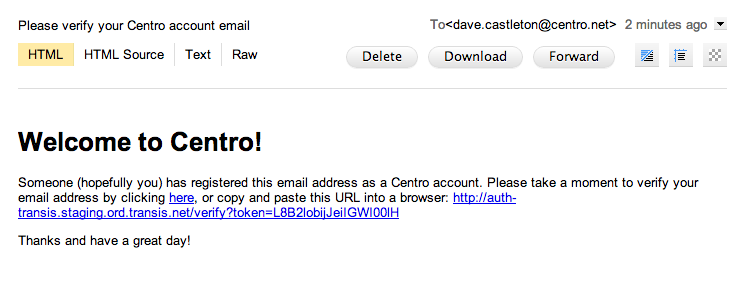 Please verify your Centro account email
To<dave.castleton@centro.net> 2 minutes ago
HTML HTML Source Text Raw
Delete Download Forward
Welcome to Centro!
Someone (hopefully you) has registered this email address as a Centro account. Please take a moment to verify your
email address by clicking here, or copy and paste this URL into a browser: http://auth-
transis.staging.ord.transis.net/verify?token=L8B2lobijJeiIGWI00lH
Thanks and have a great day!